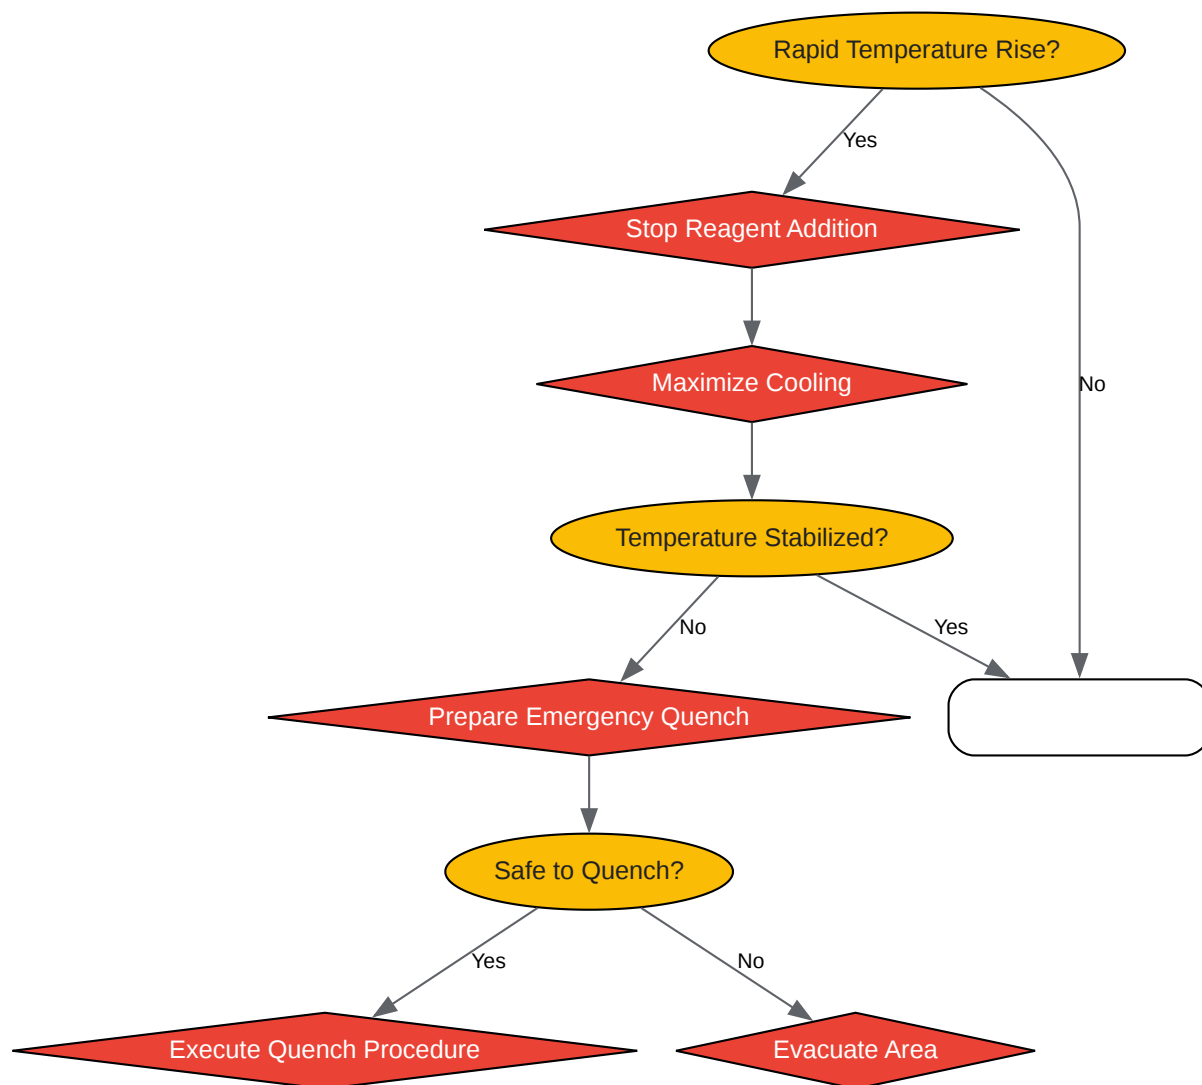 Rapid Temperature Rise?
Yes
Stop Reagent Addition
Maximize Cooling
No
Temperature Stabilized?
No
Yes
Prepare Emergency Quench
Safe to Quench?
Yes
No
Execute Quench Procedure
Evacuate Area